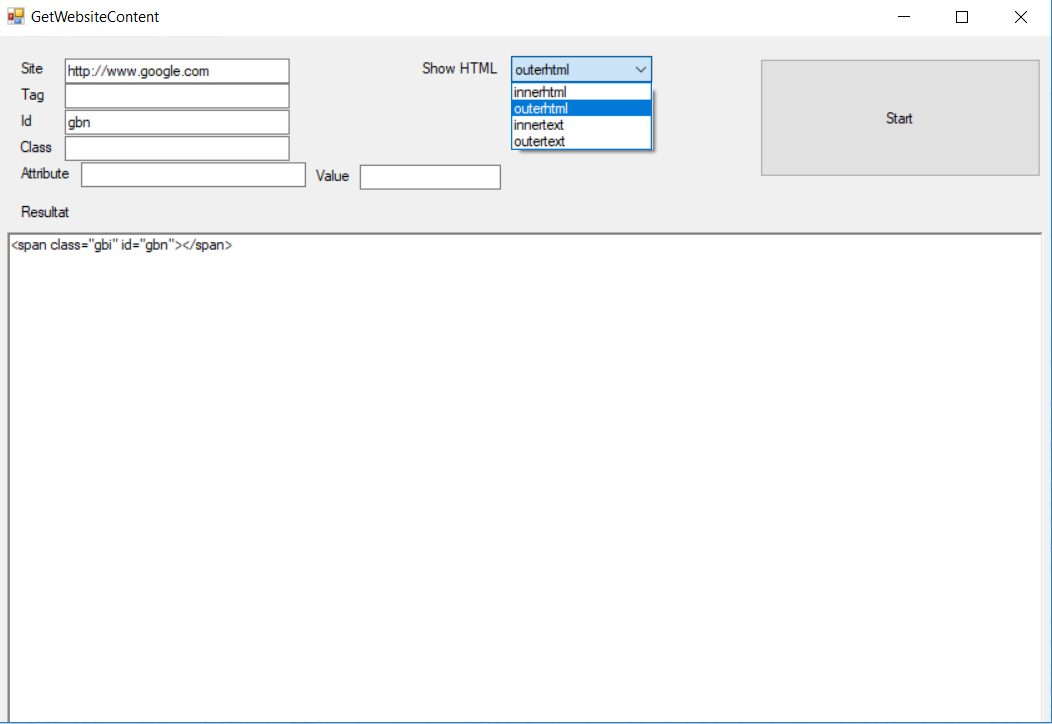 GetWebsiteContent
Site http://www.google.com Show HTML outerhtml
innerhtml
outerhtml
innertext
outertext
Start
Tag
Id gbn
Class
Attribute Value
Resultat
<span class="gbi" id="gbn"></span>